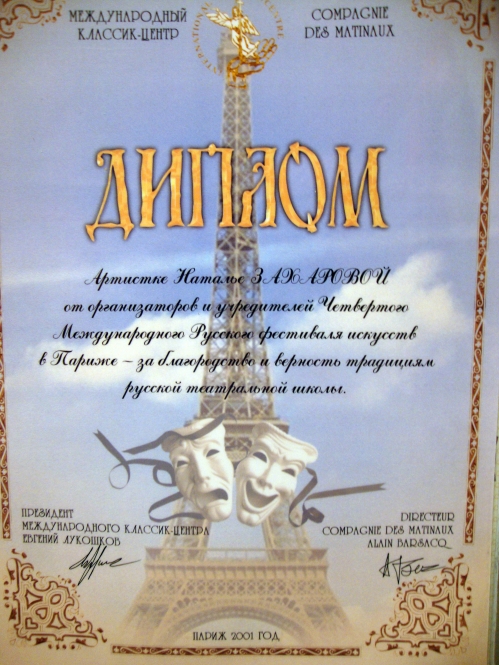 МЕЖДУНАРОДНЫЙ
КЛАССИК-ЦЕНТР
COMPAGNIE
DES MATINAUX
ДИПЛОМ
Артистке Наталье ЗАХАРОВОЙ
от организаторов и учредителей Четвертого
Международного Русского фестиваля искусств
в Париже – за благородство и верность традициям
русской театральной школы.
ПРЕЗИДЕНТ
МЕЖДУНАРОДНОГО КЛАССИК-ЦЕНТРА
ЕВГЕНИЙ ЛУКОШКОВ
DIRECTEUR
COMPAGNIE DES MATINAUX
ALAIN BARSACQ
ПАРИЖ 2001 ГОД